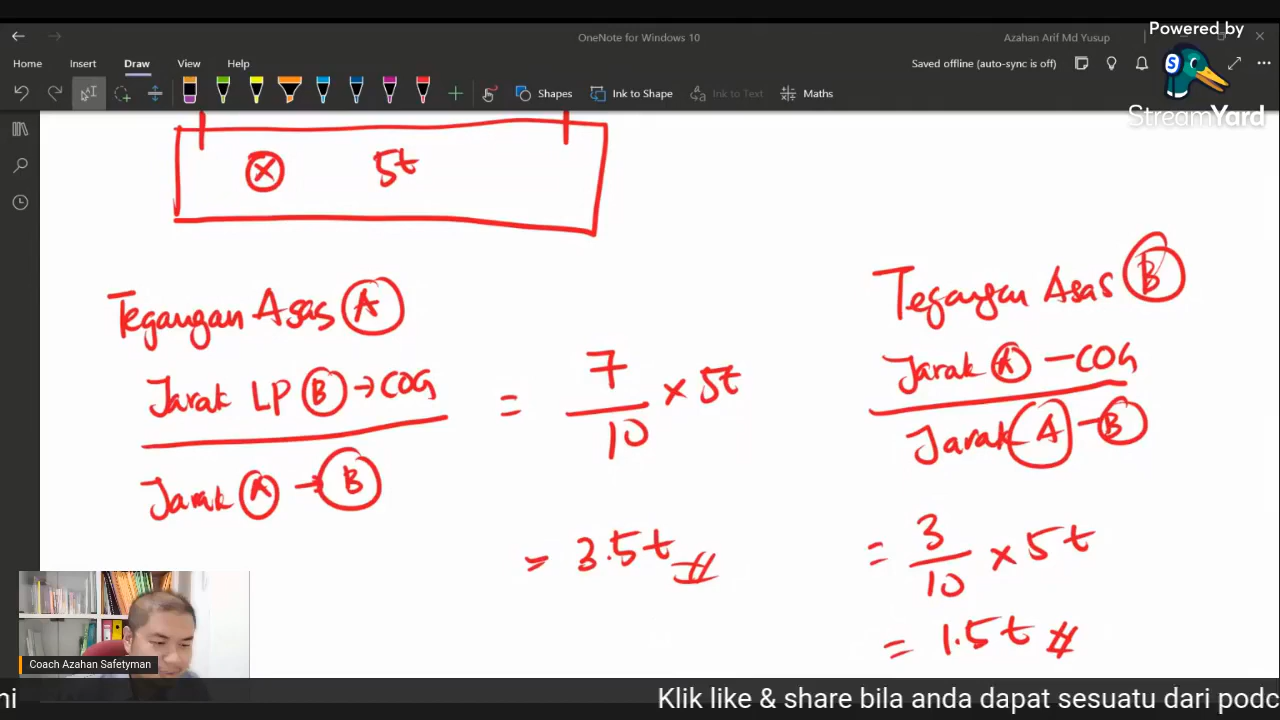 Powered by
StreamYard
OneNote for Windows 10
Azahan Arif Md Yusup
Home Insert Draw View Help
Saved offline (auto-sync is off)
Shapes
Ink to Shape
Ink to Text
Maths
5t
Tegangan Asas A
Jarak LP B → COG
Jarak A → B
= 7/10 × 5t
= 3.5t
Tegangan Asas B
Jarak A - COG
Jarak A - B
= 3/10 × 5t
= 1.5t
Coach Azahan Safetyman
ni
Klik like & share bila anda dapat sesuatu dari podc